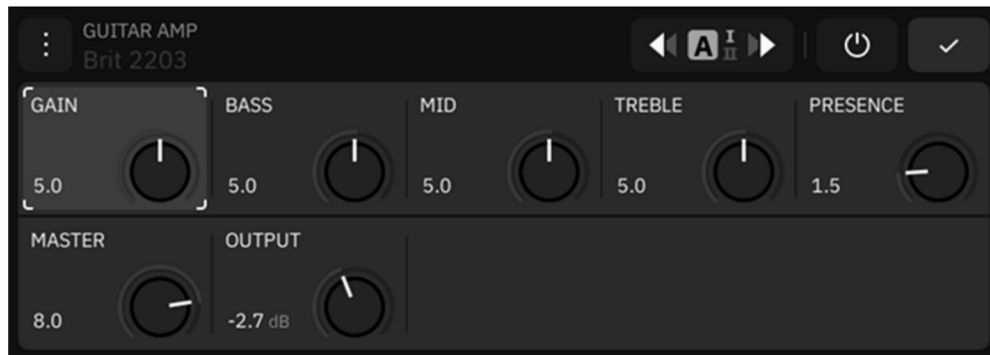 GUITAR AMP
Brit 2203
A I II
GAIN BASS MID TREBLE PRESENCE
5.0 5.0 5.0 5.0 1.5
MASTER OUTPUT
8.0 -2.7 dB